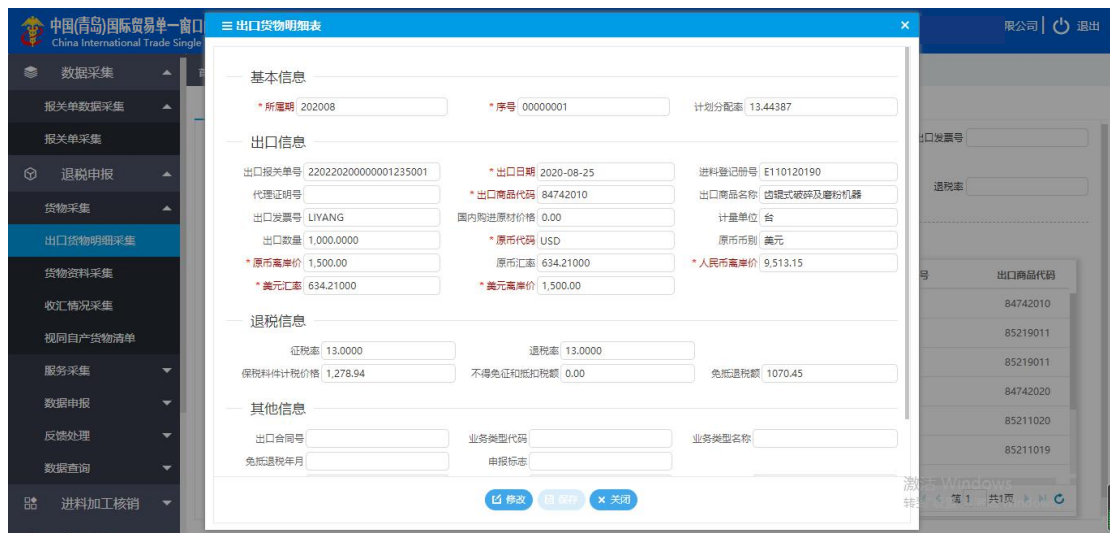 中国(青岛)国际贸易单一窗口
China International Trade Single
出口货物明细表
限公司 退出
数据采集
报关单数据采集
报关单采集
退税申报
货物采集
出口货物明细采集
货物资料采集
收汇情况采集
视同自产货物清单
服务采集
数据申报
反馈处理
数据查询
进料加工核销
基本信息
*所属期 202008 *序号 00000001 计划分配率 13.44387
出口信息
出口报关单号 220220200000001235001 *出口日期 2020-08-25 进料登记册号 E110120190
代理证明号 *出口商品代码 84742010 出口商品名称 齿辊式破碎及磨粉机器
出口发票号 LIYANG 国内购进原材价格 0.00 计量单位 台
出口数量 1,000.0000 *原币代码 USD 原币币别 美元
*原币离岸价 1,500.00 原币汇率 634.21000 *人民币离岸价 9,513.15
*美元汇率 634.21000 *美元离岸价 1,500.00
退税信息
征税率 13.0000 退税率 13.0000
保税料件计税价格 1,278.94 不得免征和抵扣税额 0.00 免抵退税额 1070.45
其他信息
出口合同号 业务类型代码 业务类型名称
免抵退税年月 申报标志
修改 保存 × 关闭
出口发票号
退税率
号 出口商品代码
84742010
85219011
85219011
84742020
85211020
85211019
激活 Windows
第 1 共1页